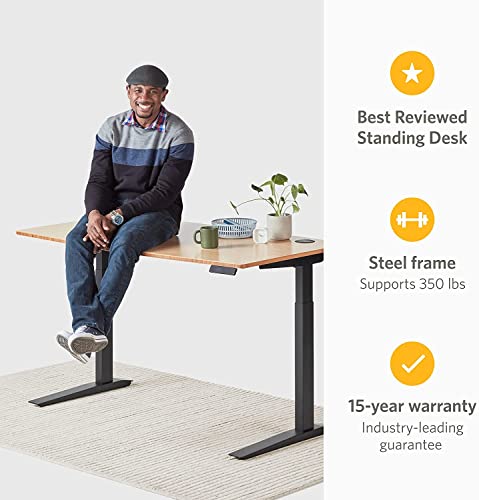 Best Reviewed
Standing Desk
Steel frame
Supports 350 lbs
15-year warranty
Industry-leading
guarantee